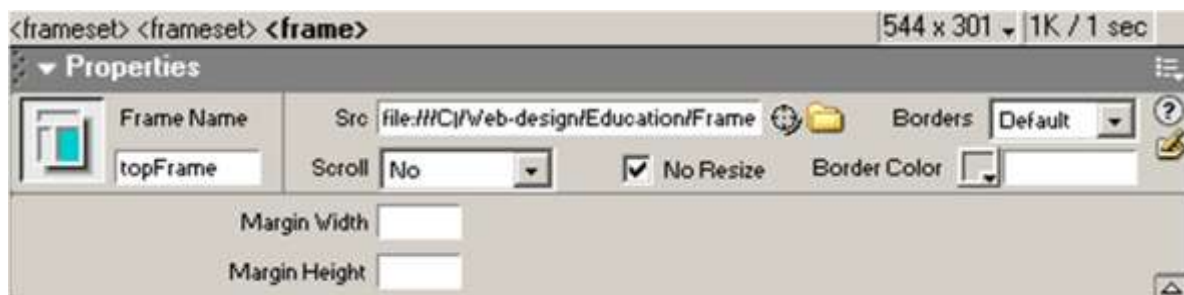 <frameset> <frameset> <frame> 544 x 301 1K / 1 sec
Properties
Frame Name Src file:///C|/Web-design/Education/Frame Borders Default
topFrame Scroll No No Resize Border Color
Margin Width
Margin Height